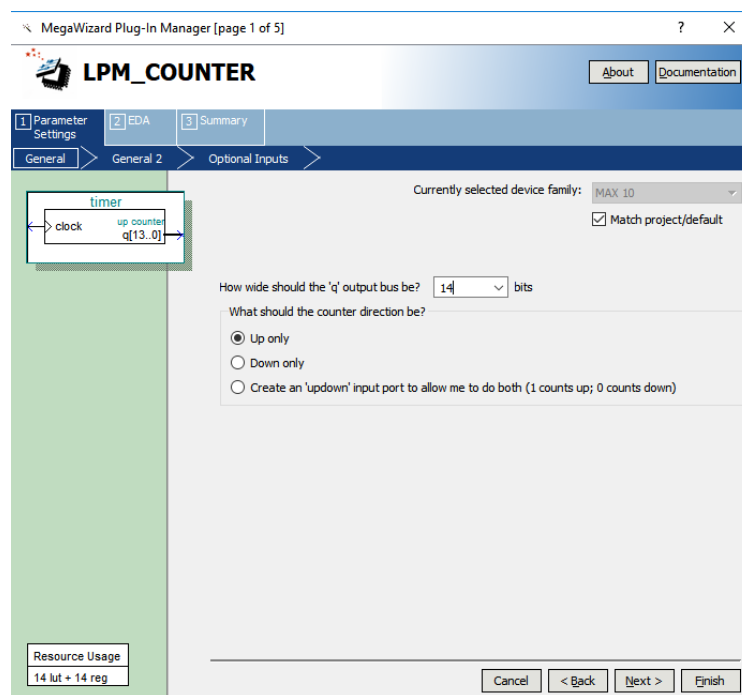 MegaWizard Plug-In Manager [page 1 of 5]
? X
LPM_COUNTER
About Documentation
1 Parameter Settings 2 EDA 3 Summary
General General 2 Optional Inputs
Currently selected device family: MAX 10
Match project/default
timer
clock up counter
q[13..0]
How wide should the 'q' output bus be? 14 bits
What should the counter direction be?
Up only
Down only
Create an 'updown' input port to allow me to do both (1 counts up; 0 counts down)
Resource Usage
14 lut + 14 reg
Cancel < Back Next > Finish